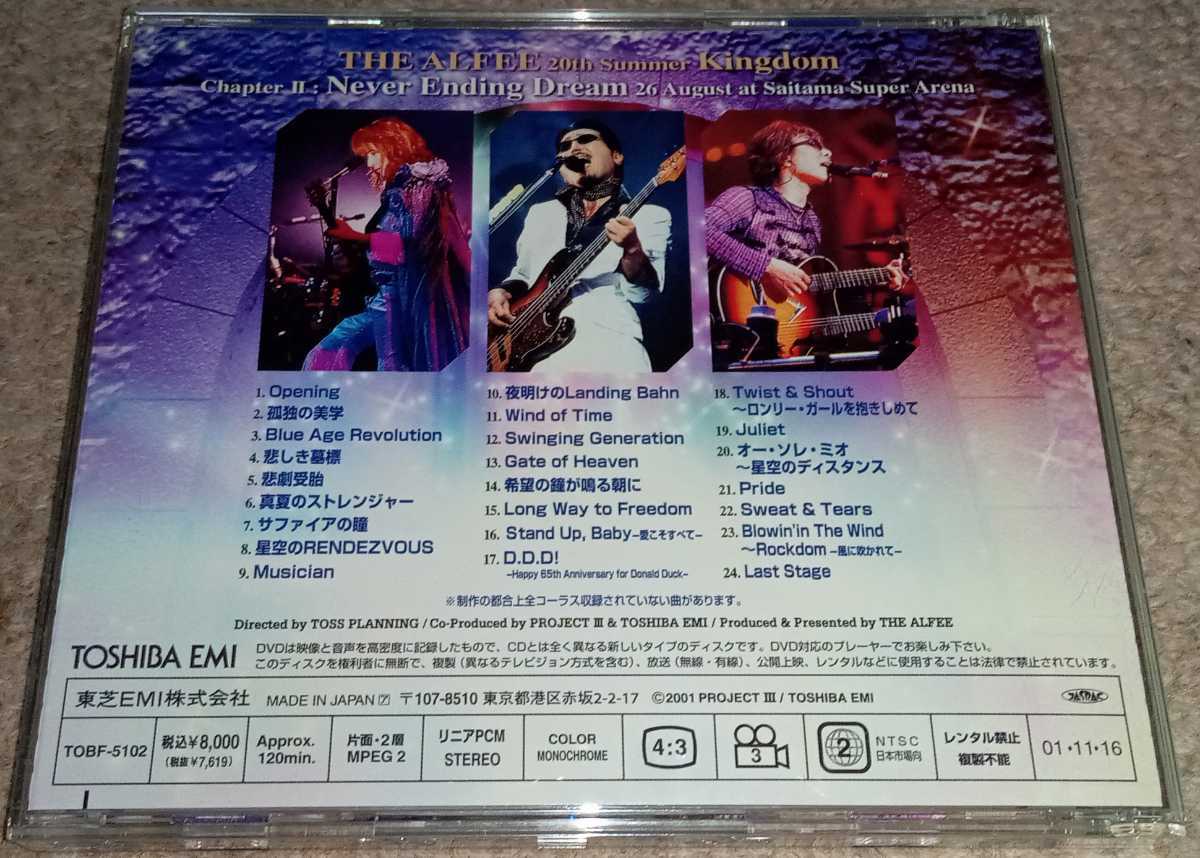 THE ALFEE 20th Summer Kingdom
Chapter II : Never Ending Dream 26 August at Saitama Super Arena
1. Opening
2. 孤独の美学
3. Blue Age Revolution
4. 悲しき墓標
5. 悲劇受胎
6. 真夏のストレンジャー
7. サファイアの瞳
8. 星空のRENDEZVOUS
9. Musician
10. 夜明けのLanding Bahn
11. Wind of Time
12. Swinging Generation
13. Gate of Heaven
14. 希望の鐘が鳴る朝に
15. Long Way to Freedom
16. Stand Up, Baby−愛こそすべて−
17. D.D.D!
~Happy 65th Anniversary for Donald Duck~
18. Twist & Shout
〜ロンリー・ガールを抱きしめて
19. Juliet
20. オー・ソレ・ミオ
〜星空のディスタンス
21. Pride
22. Sweat & Tears
23. Blowin'in The Wind
〜Rockdom −風に吹かれて−
24. Last Stage
※制作の都合上全コーラス収録されていない曲があります。
Directed by TOSS PLANNING / Co-Produced by PROJECT III & TOSHIBA EMI / Produced & Presented by THE ALFEE
TOSHIBA EMI
DVDは映像と音声を高密度に記録したもので、CDとは全く異なる新しいタイプのディスクです。DVD対応のプレーヤーでお楽しみ下さい。
このディスクを権利者に無断で、複製(異なるテレビジョン方式を含む)、放送(無線・有線)、公開上映、レンタルなどに使用することは法律で禁止されています。
東芝EMI株式会社 MADE IN JAPAN 〒107-8510 東京都港区赤坂2-2-17 ©2001 PROJECT III / TOSHIBA EMI
JASRAC
TOBF-5102
税込¥8,000
(税抜¥7,619)
Approx.
120min.
片面・2層
MPEG 2
リニアPCM
STEREO
COLOR
MONOCHROME
4:3
3
2
NTSC
日本市場向
レンタル禁止
複製不能
01・11・16